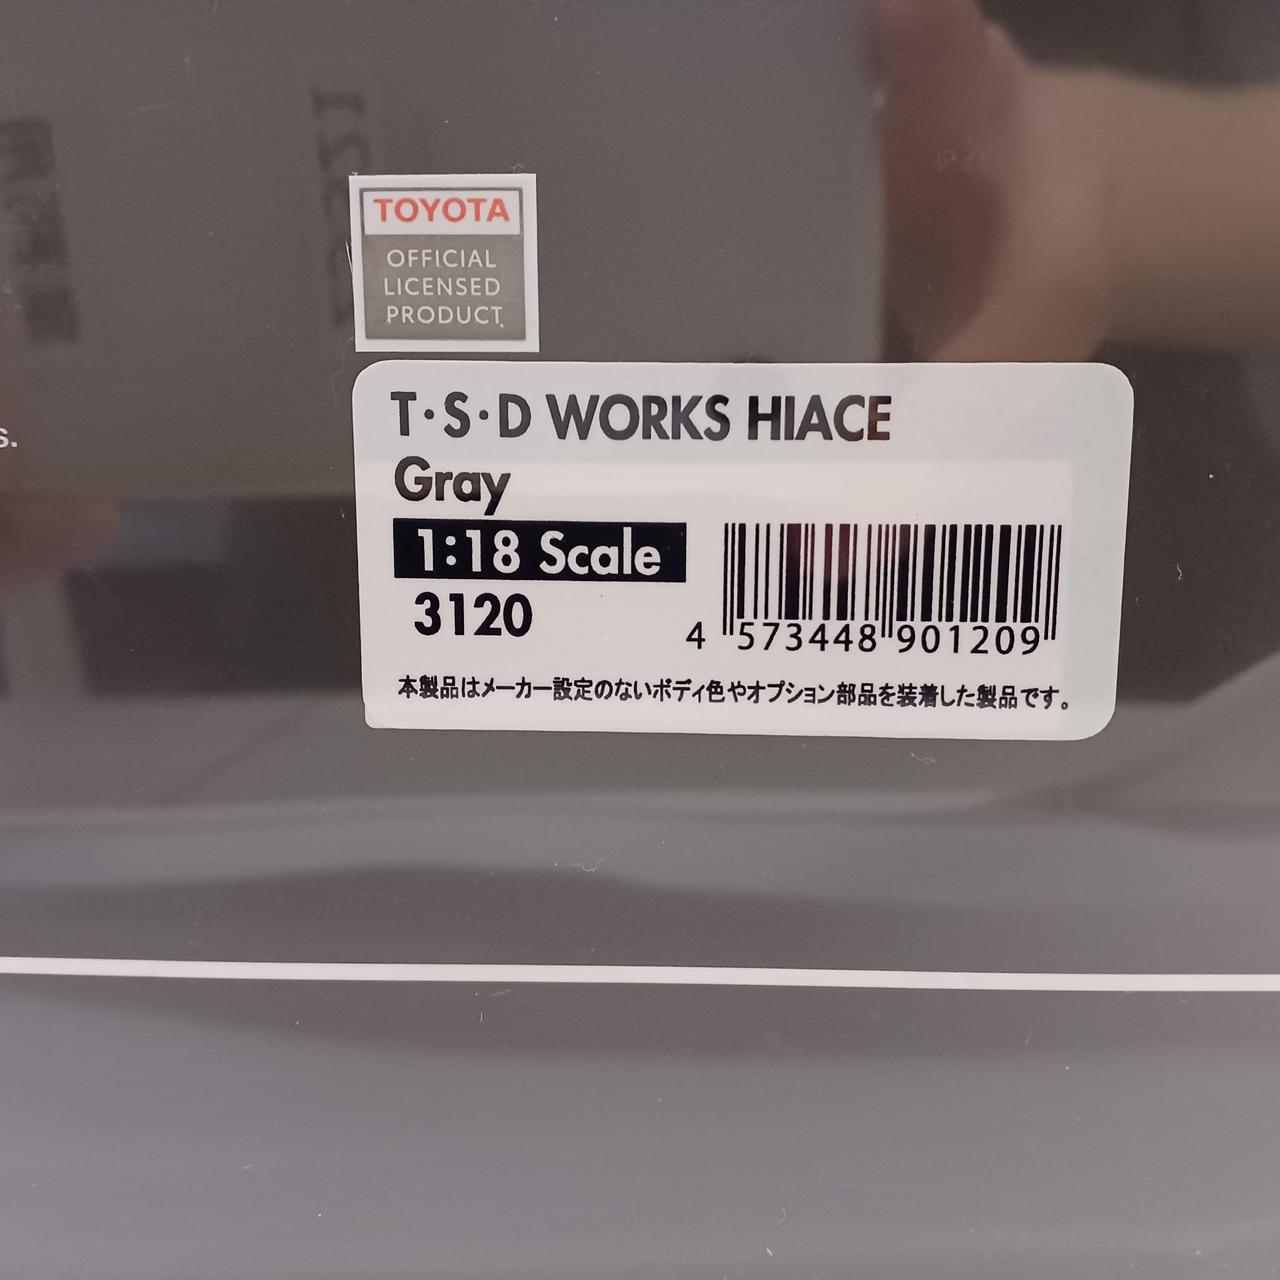 TOYOTA
OFFICIAL
LICENSED
PRODUCT
s.
T·S·D WORKS HIACE
Gray
1:18 Scale
3120
4 573448 901209
本製品はメーカー設定のないボディ色やオプション部品を装着した製品です。